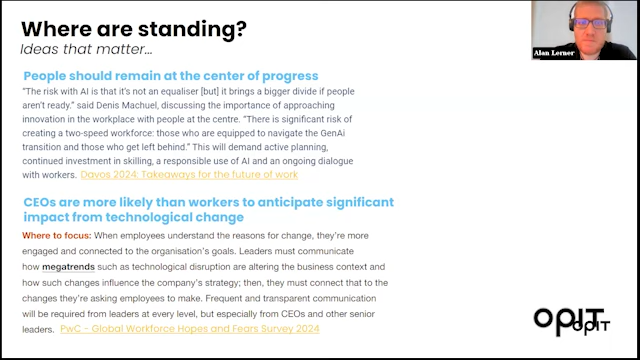 Where are standing?
Ideas that matter...
People should remain at the center of progress
“The risk with AI is that it's not an equaliser [but] it brings a bigger divide if people
aren't ready.” said Denis Machuel, discussing the importance of approaching
innovation in the workplace with people at the centre. “There is significant risk of
creating a two-speed workforce: those who are equipped to navigate the GenAi
transition and those who get left behind.” This will demand active planning,
continued investment in skilling, a responsible use of AI and an ongoing dialogue
with workers. Davos 2024: Takeaways for the future of work
CEOs are more likely than workers to anticipate significant
impact from technological change
Where to focus: When employees understand the reasons for change, they're more
engaged and connected to the organisation's goals. Leaders must communicate
how megatrends such as technological disruption are altering the business context and
how such changes influence the company's strategy; then, they must connect that to the
changes they're asking employees to make. Frequent and transparent communication
will be required from leaders at every level, but especially from CEOs and other senior
leaders. PwC - Global Workforce Hopes and Fears Survey 2024
Alan Lerner
OPIT
OPIT